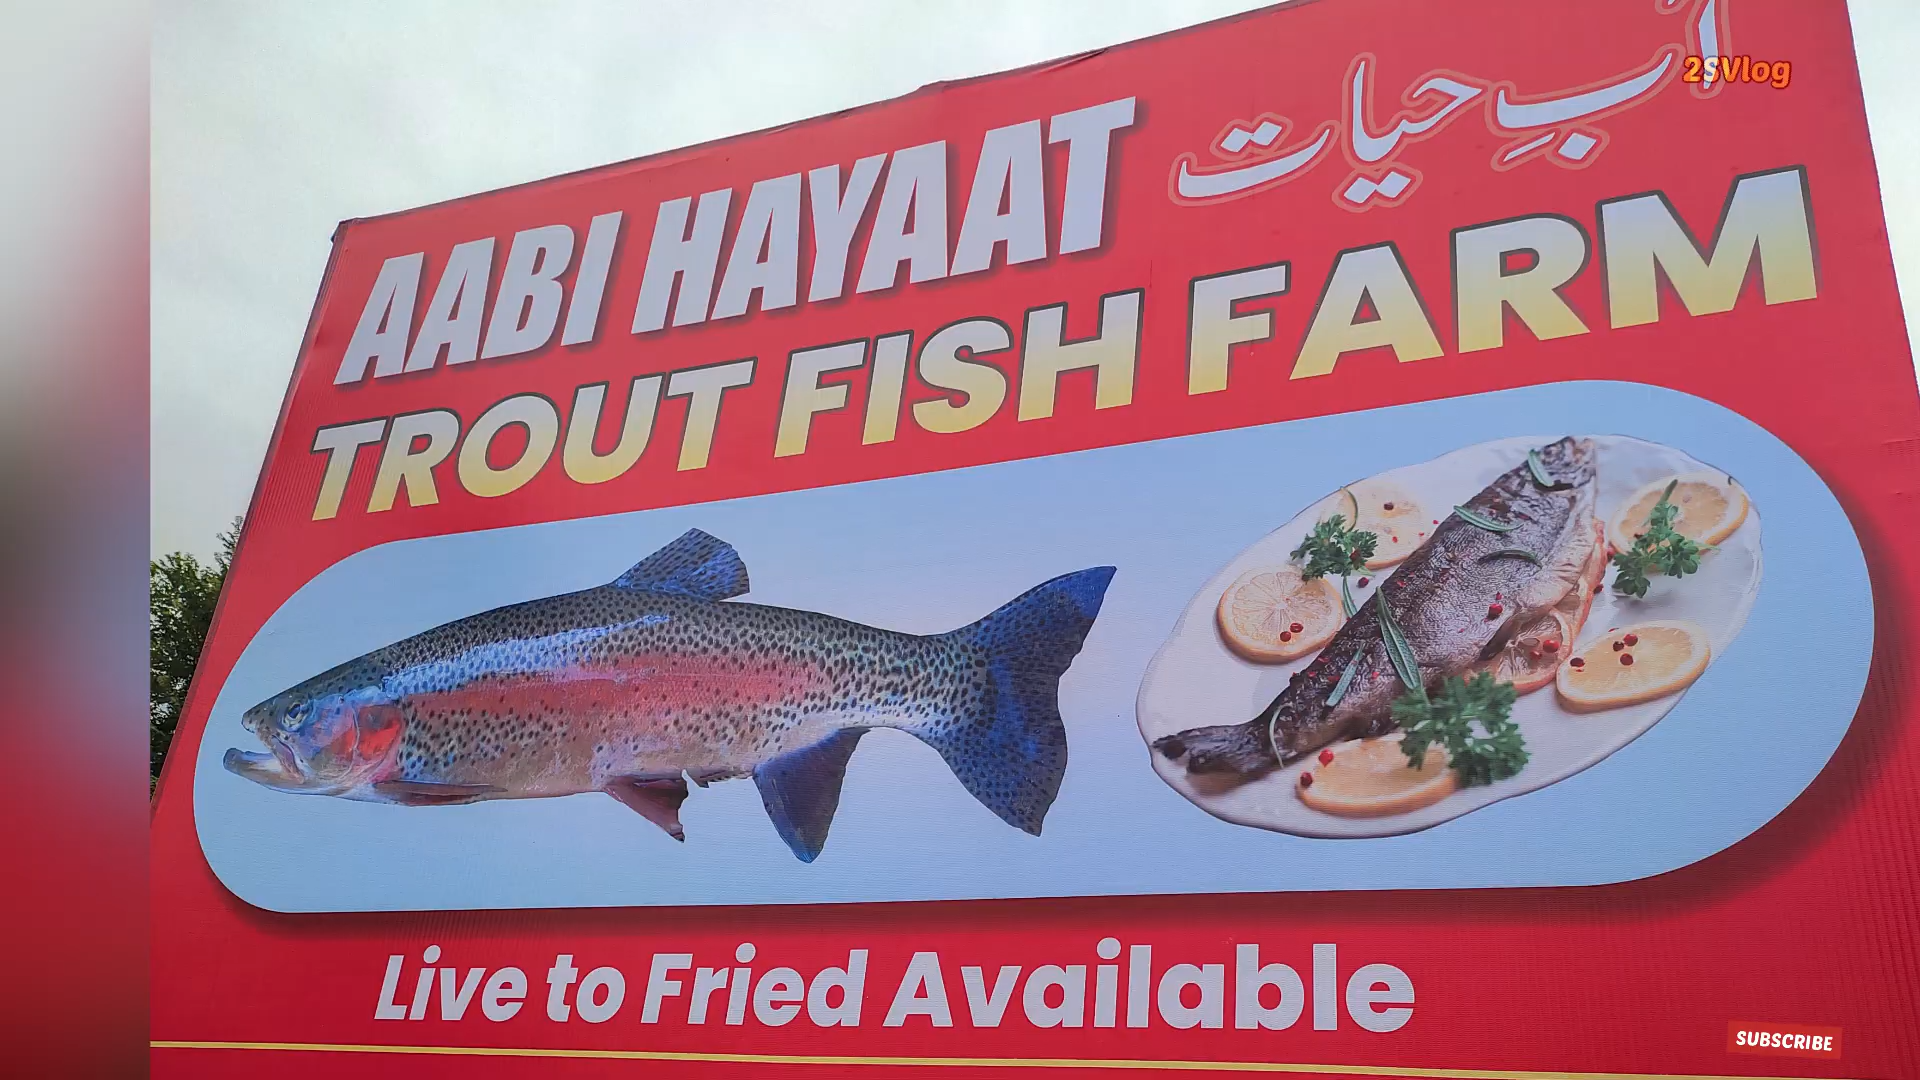 2SVlog
آبِ حیات
AABI HAYAAT
TROUT FISH FARM
Live to Fried Available
SUBSCRIBE